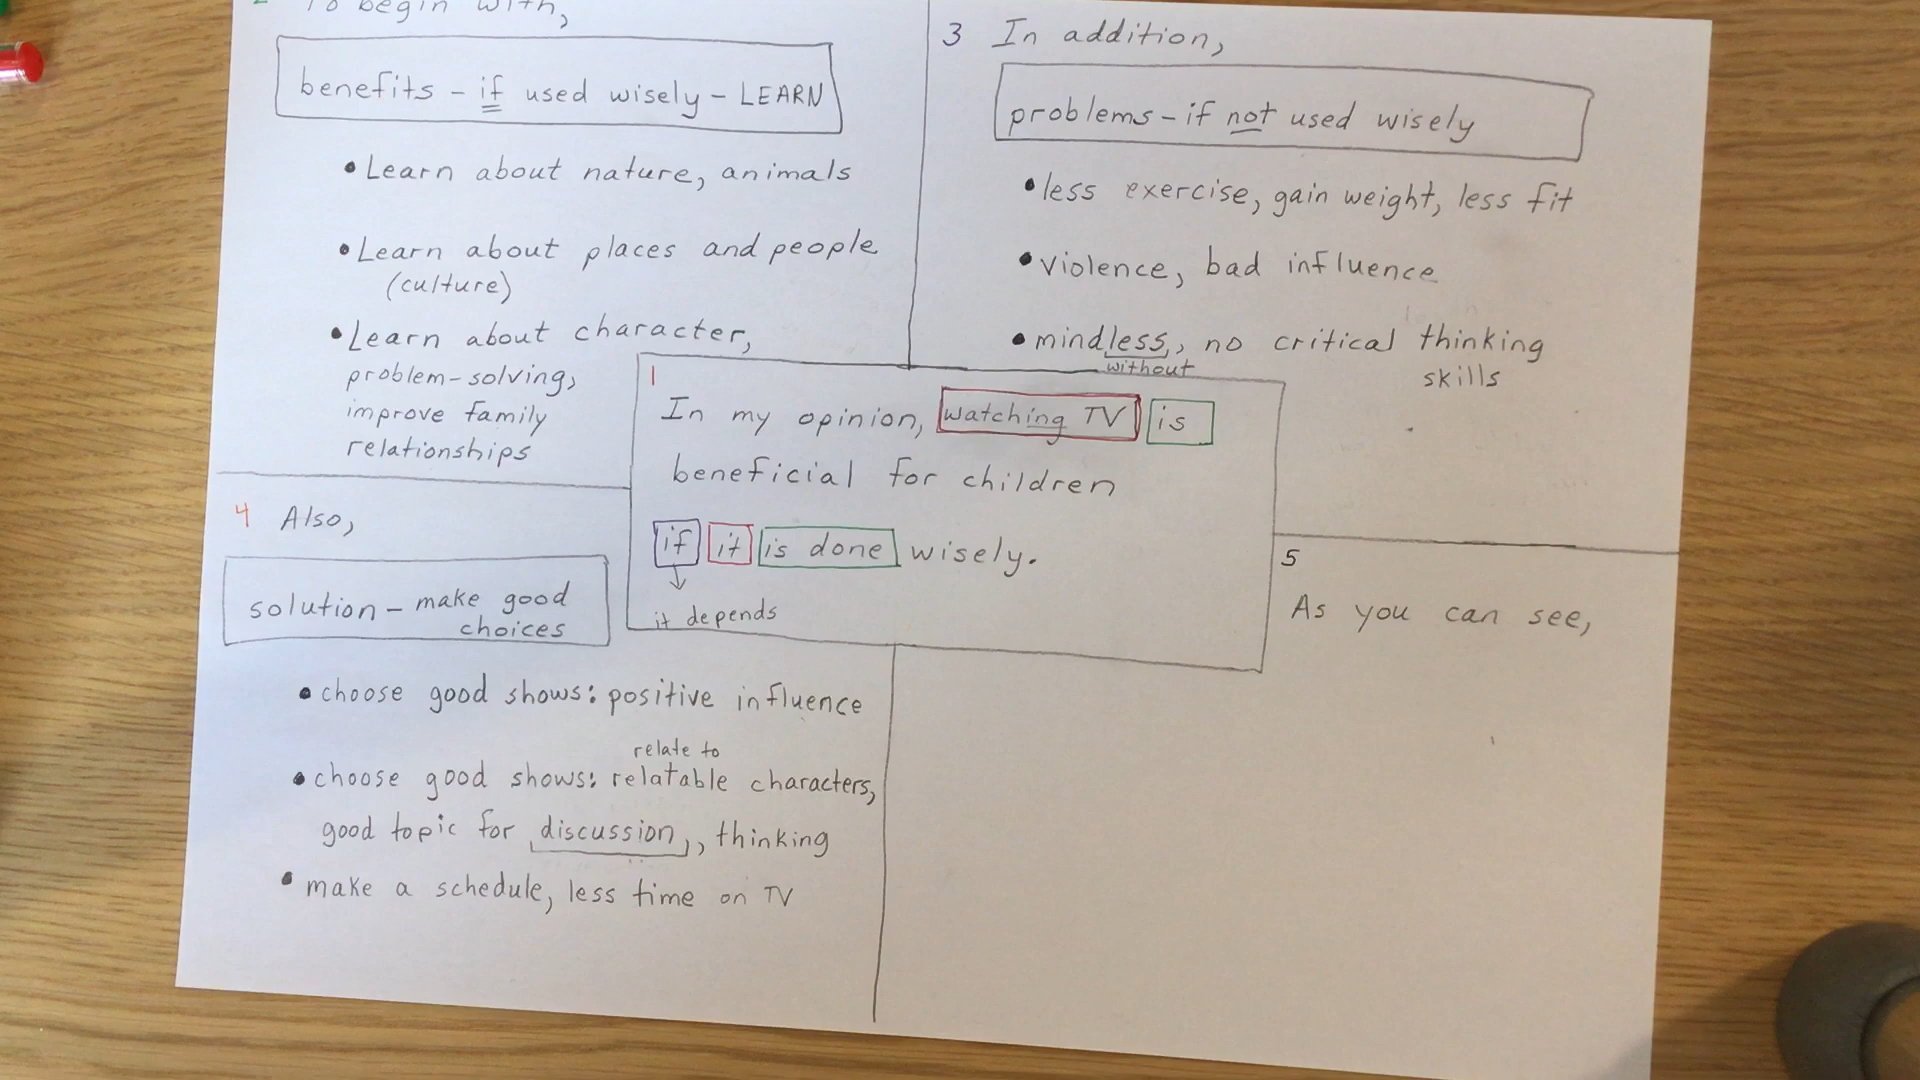 2 To begin with,
benefits - if used wisely - LEARN
• Learn about nature, animals
• Learn about places and people
(culture)
• Learn about character,
problem-solving,
improve family
relationships
3 In addition,
problems - if not used wisely
• less exercise, gain weight, less fit
• violence, bad influence
• mindless, no critical thinking
without
skills
1
In my opinion, watching TV is
beneficial for children
if it is done wisely.
it depends
4 Also,
solution - make good
choices
• choose good shows: positive influence
relate to
• choose good shows: relatable characters,
good topic for discussion, thinking
• make a schedule, less time on TV
5
As you can see,